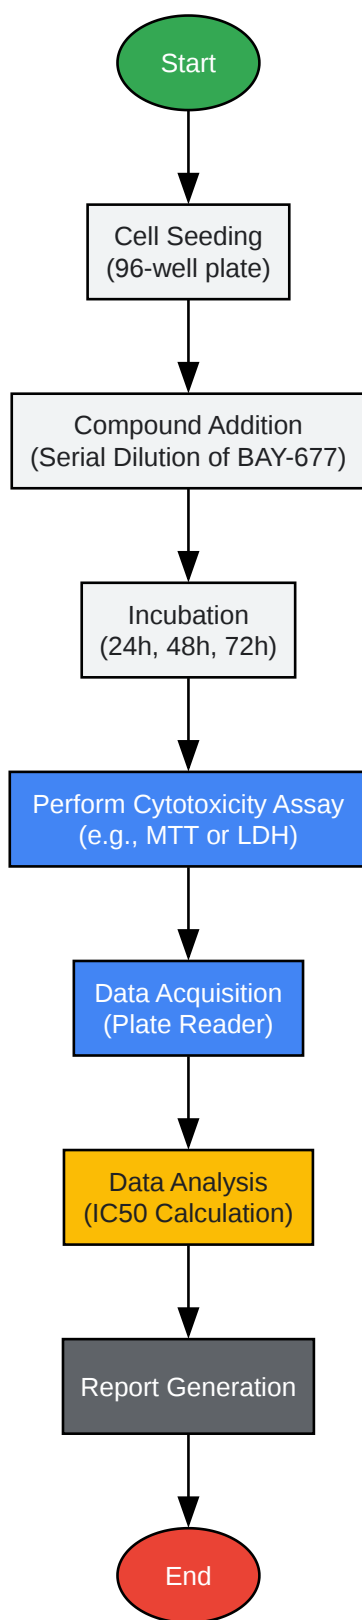 Start
Cell Seeding
(96-well plate)
Compound Addition
(Serial Dilution of BAY-677)
Incubation
(24h, 48h, 72h)
Perform Cytotoxicity Assay
(e.g., MTT or LDH)
Data Acquisition
(Plate Reader)
Data Analysis
(IC50 Calculation)
Report Generation
End